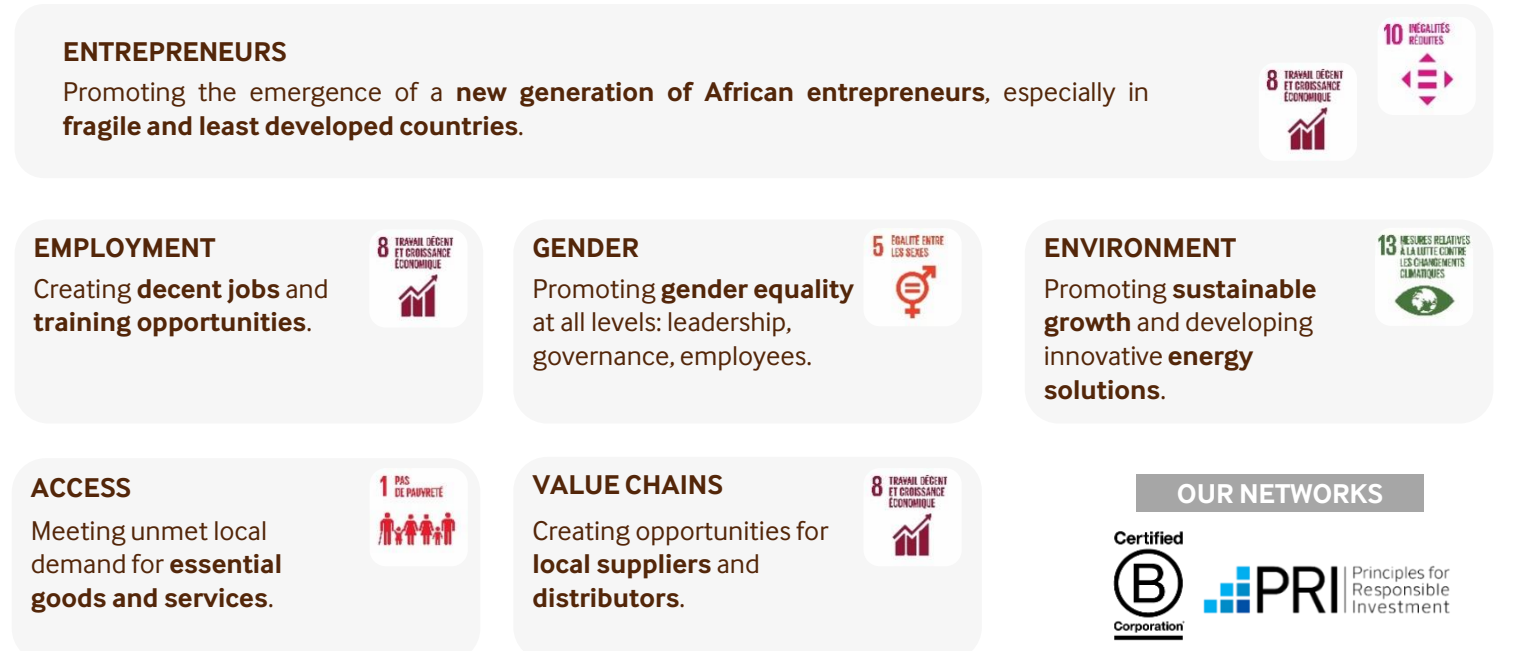 ENTREPRENEURS
Promoting the emergence of a new generation of African entrepreneurs, especially in
fragile and least developed countries.
8 TRAVAIL DÉCENT
ET CROISSANCE
ÉCONOMIQUE
10 INÉGALITÉS
RÉDUITES
EMPLOYMENT
Creating decent jobs and
training opportunities.
8 TRAVAIL DÉCENT
ET CROISSANCE
ÉCONOMIQUE
GENDER
Promoting gender equality
at all levels: leadership,
governance, employees.
5 ÉGALITÉ ENTRE
LES SEXES
ENVIRONMENT
Promoting sustainable
growth and developing
innovative energy
solutions.
13 MESURES RELATIVES
À LA LUTTE CONTRE
LES CHANGEMENTS
CLIMATIQUES
ACCESS
Meeting unmet local
demand for essential
goods and services.
1 PAS
DE PAUVRETÉ
VALUE CHAINS
Creating opportunities for
local suppliers and
distributors.
8 TRAVAIL DÉCENT
ET CROISSANCE
ÉCONOMIQUE
OUR NETWORKS
Certified
B
Corporation
PRI
Principles for
Responsible
Investment